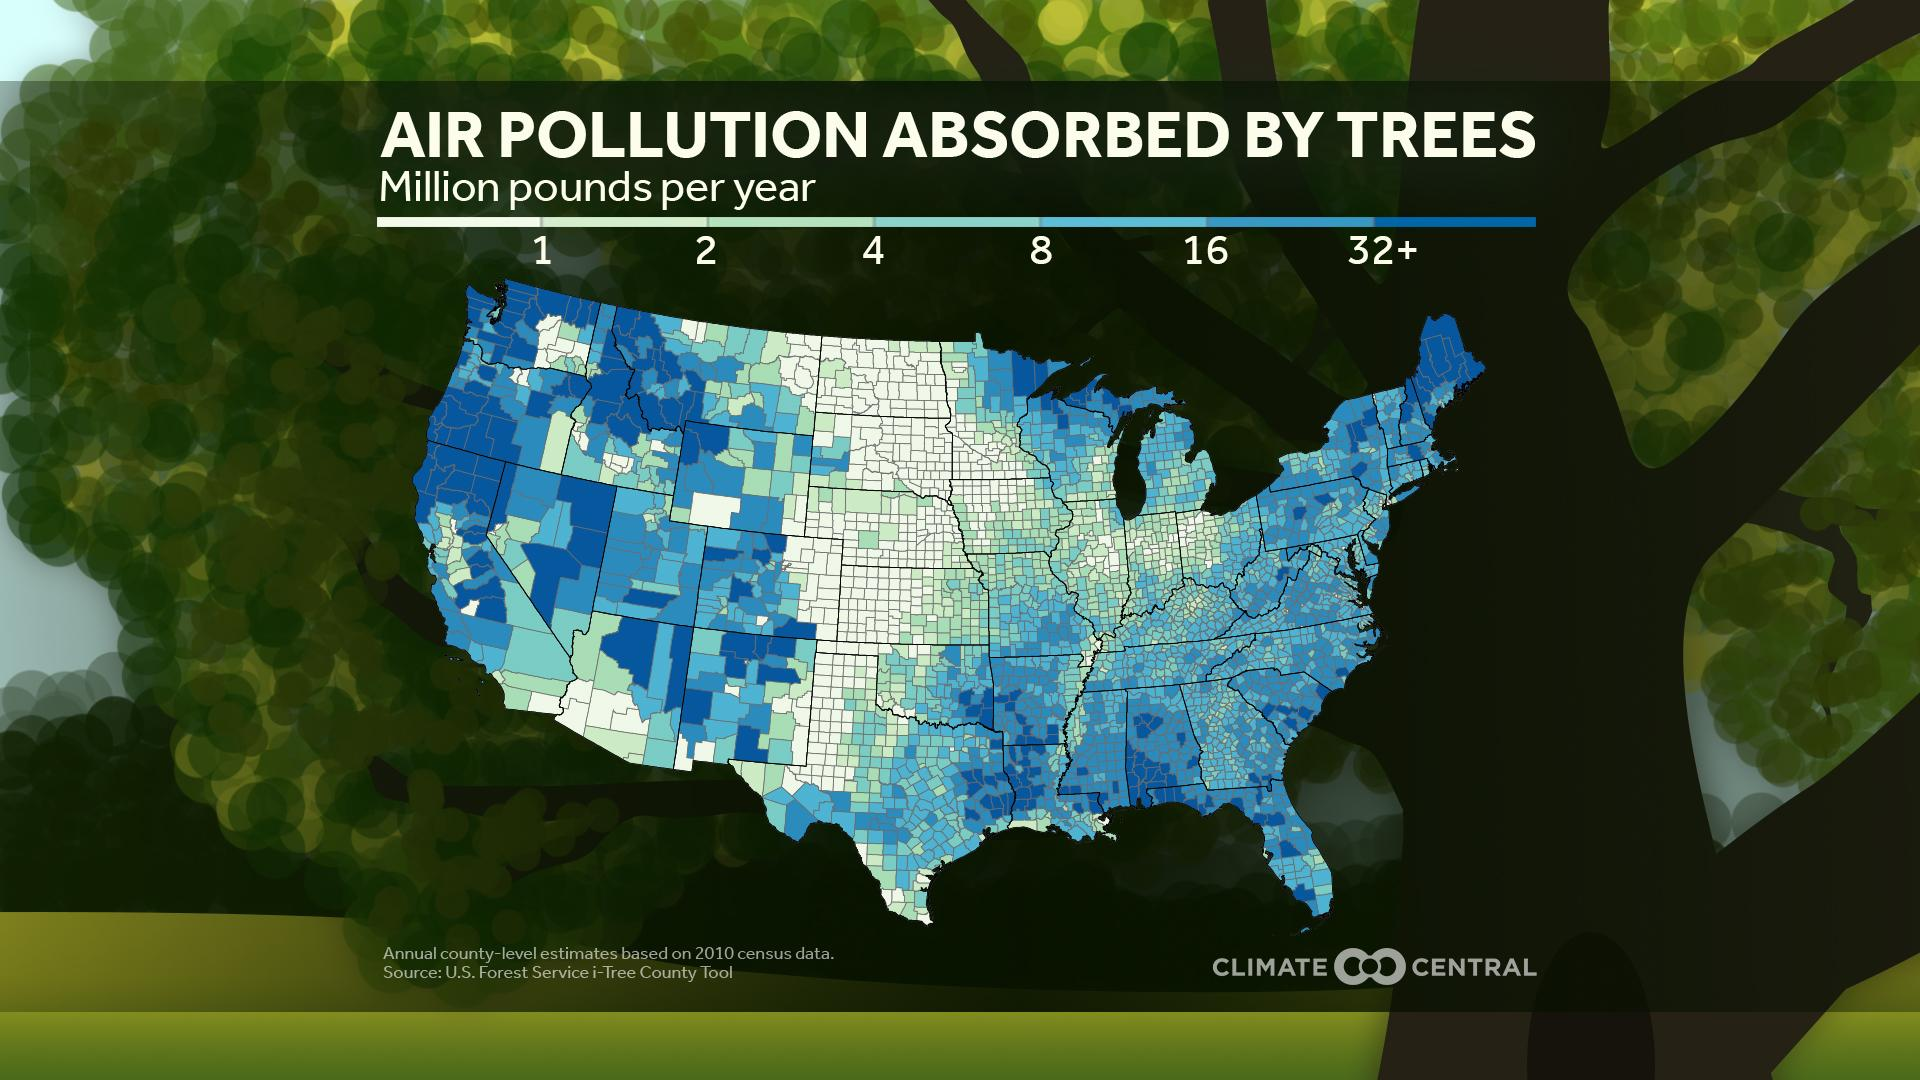 AIR POLLUTION ABSORBED BY TREES
Million pounds per year
1 2 4 8 16 32+
Annual county-level estimates based on 2010 census data.
Source: U.S. Forest Service i-Tree County Tool
CLIMATE CENTRAL